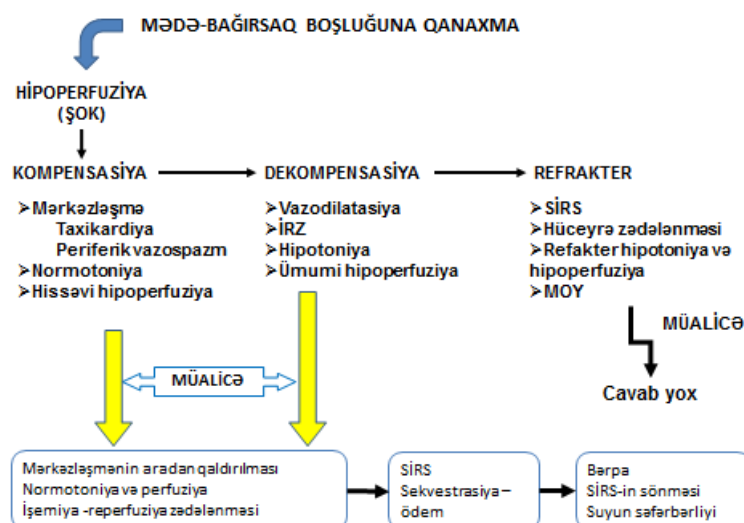 MƏDƏ-BAĞIRSAQ BOŞLUĞUNA QANAXMA
HİPOPERFUZİYA
(ŞOK)
KOMPENSASİYA
➢Mərkəzləşmə
Taxikardiya
Periferik vazospazm
➢Normotoniya
➢Hissəvi hipoperfuziya
DEKOMPENSASİYA
➢Vazodilatasiya
➢İRZ
➢Hipotoniya
➢Ümumi hipoperfuziya
REFRAKTER
➢SİRS
➢Hüceyrə zədələnməsi
➢Refakter hipotoniya və
hipoperfuziya
➢MOY
MÜALİCƏ
Cavab yox
MÜALİCƏ
Mərkəzləşmənin aradan qaldırılması
Normotoniya və perfuziya
İşemiya -reperfuziya zədələnməsi
SİRS
Sekvestrasiya –
ödem
Bərpa
SİRS-in sönməsi
Suyun səfərbərliyi